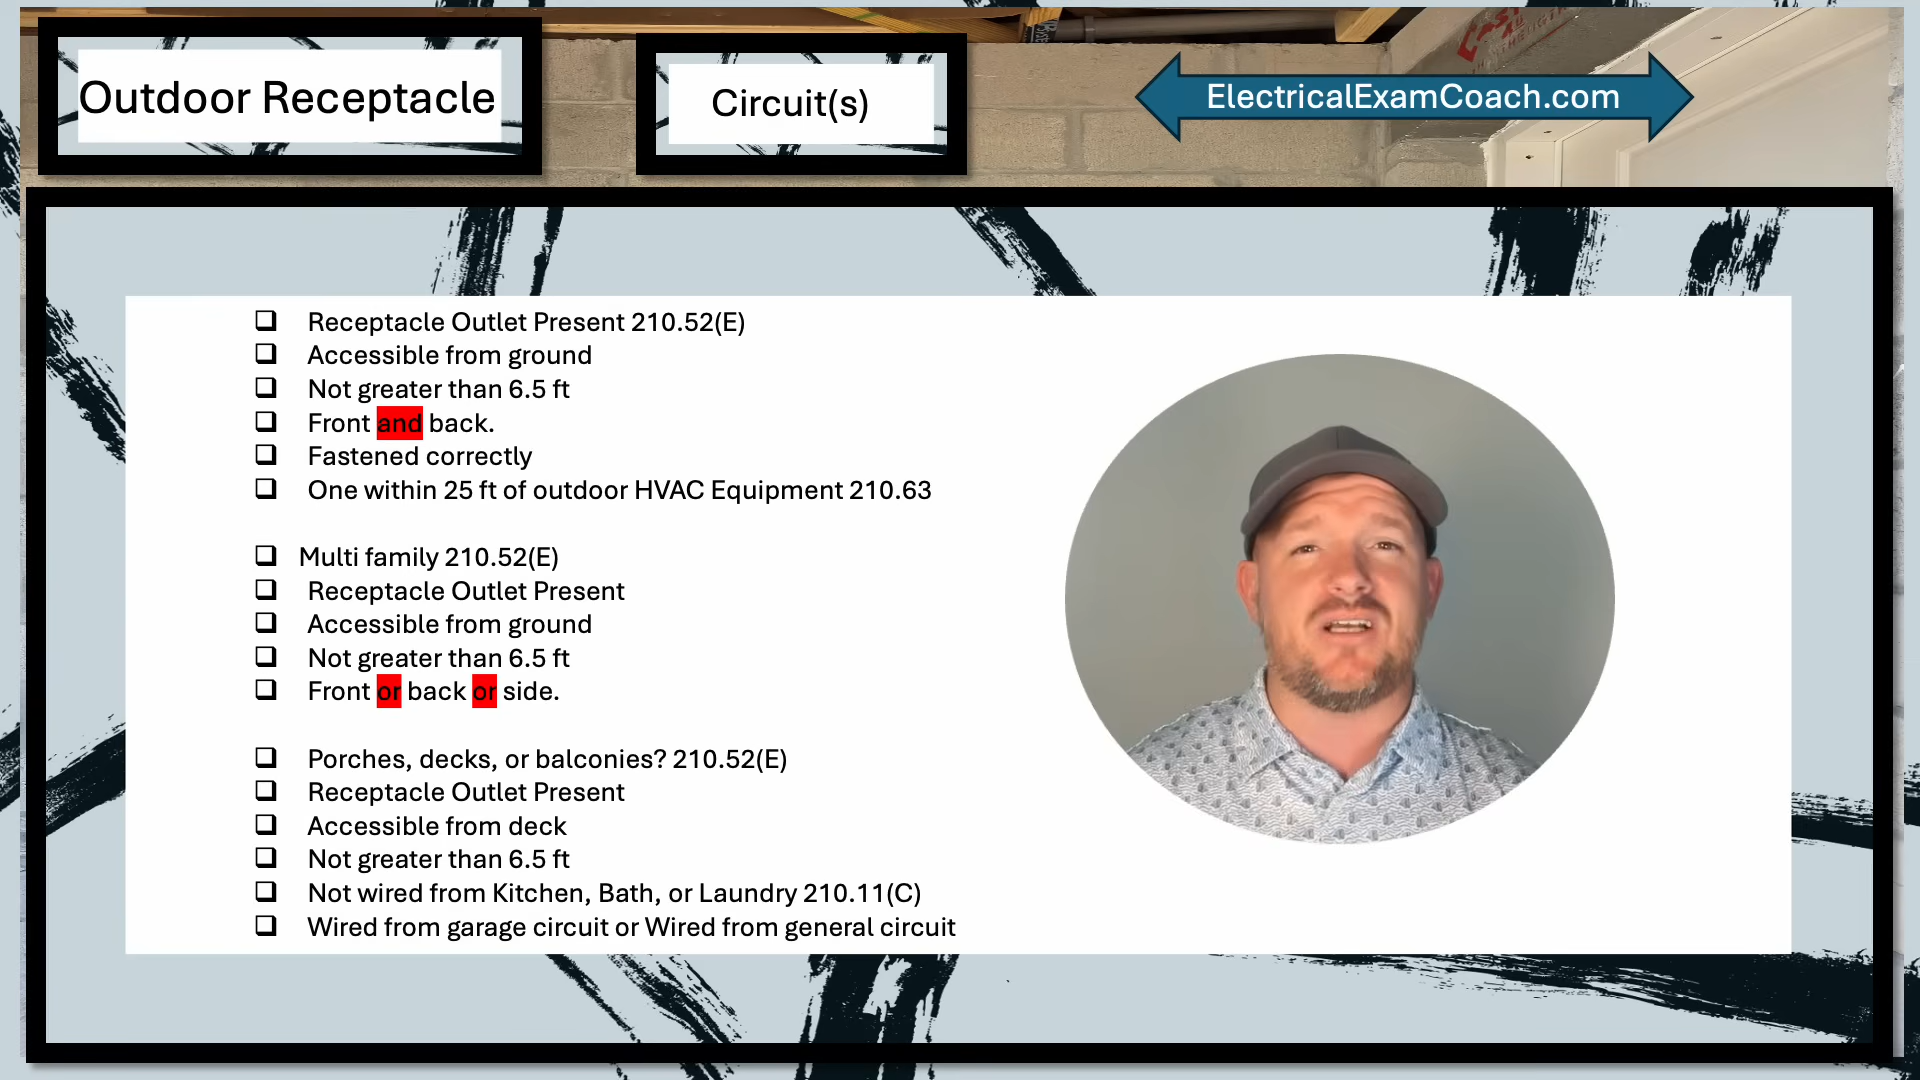 Outdoor Receptacle
Circuit(s)
ElectricalExamCoach.com
Receptacle Outlet Present 210.52(E)
Accessible from ground
Not greater than 6.5 ft
Front and back.
Fastened correctly
One within 25 ft of outdoor HVAC Equipment 210.63
Multi family 210.52(E)
Receptacle Outlet Present
Accessible from ground
Not greater than 6.5 ft
Front or back or side.
Porches, decks, or balconies? 210.52(E)
Receptacle Outlet Present
Accessible from deck
Not greater than 6.5 ft
Not wired from Kitchen, Bath, or Laundry 210.11(C)
Wired from garage circuit or Wired from general circuit